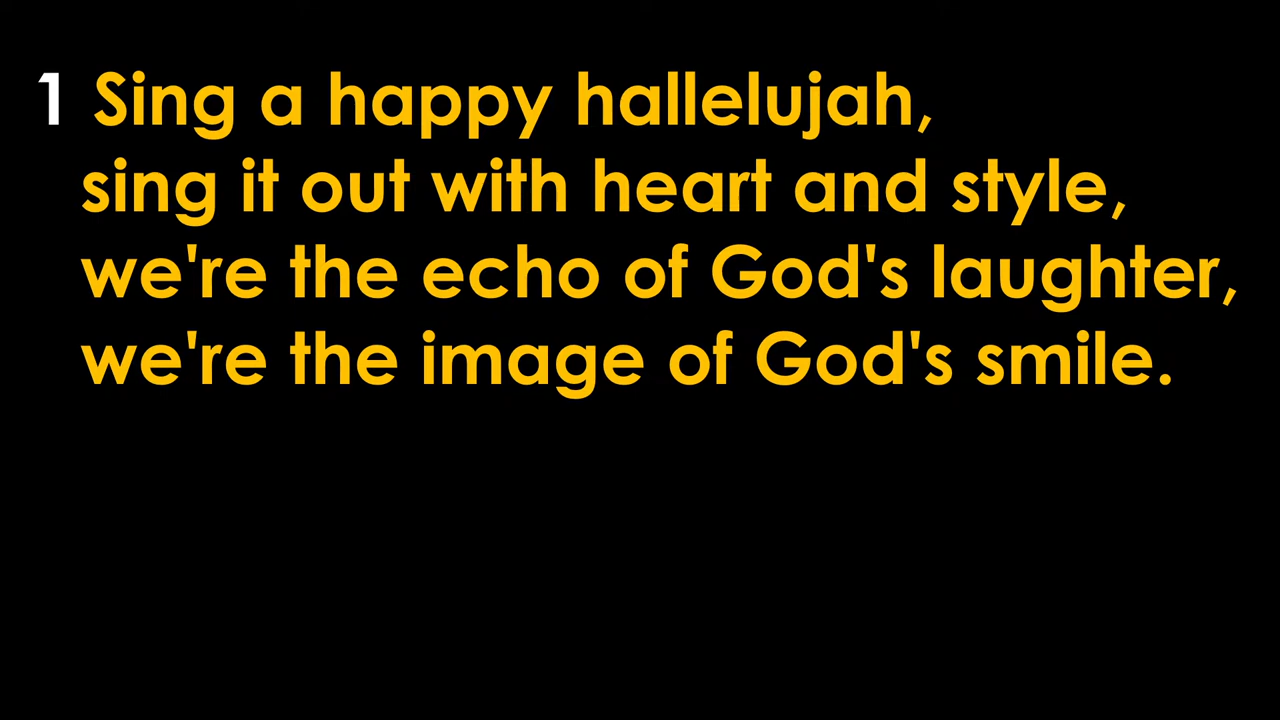 1 Sing a happy hallelujah,
sing it out with heart and style,
we're the echo of God's laughter,
we're the image of God's smile.